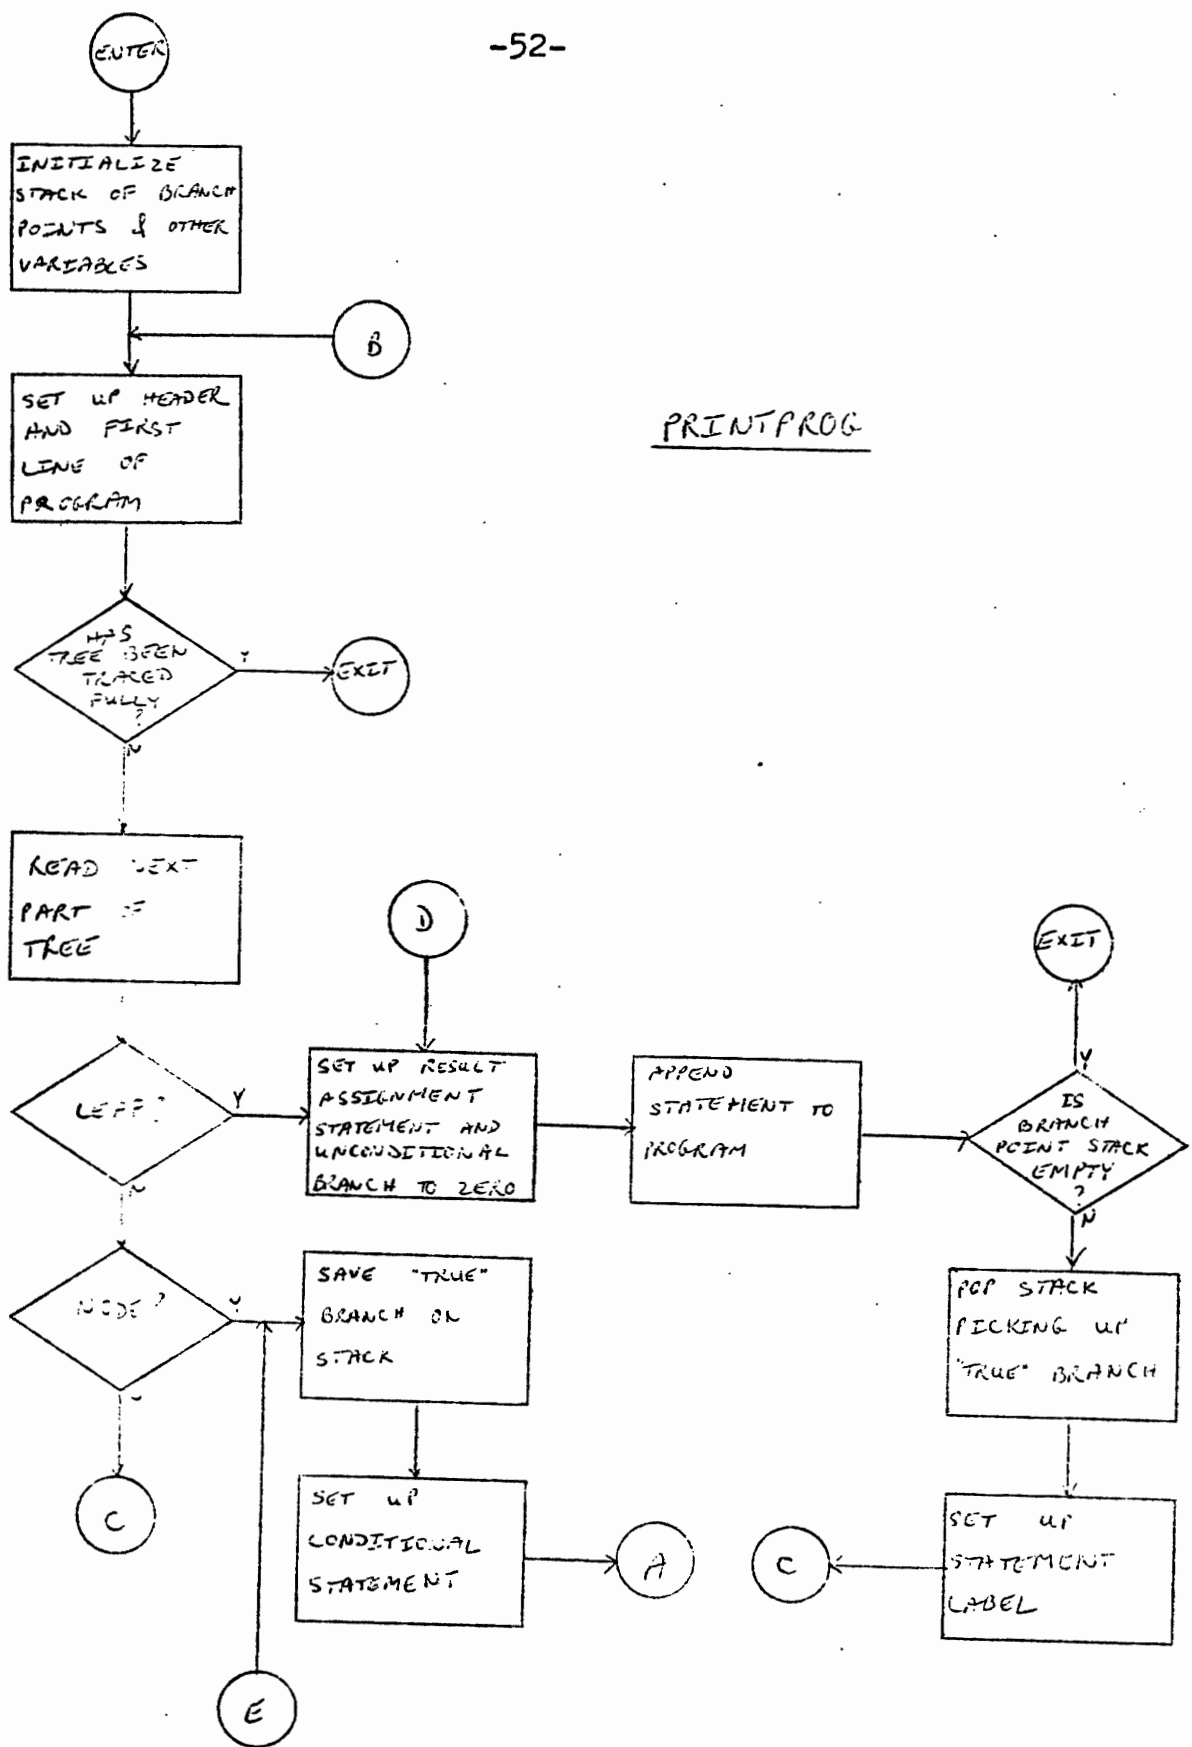 -52-
ENTER
INITIALIZE
STACK OF BRANCH
POINTS & OTHER
VARIABLES
B
SET UP HEADER
AND FIRST
LINE OF
PROGRAM
PRINTPROG
HAS
TREE BEEN
TRACED
FULLY
?
Y
EXIT
N
READ NEXT
PART OF
TREE
D
EXIT
LEAF?
Y
N
SET UP RESULT
ASSIGNMENT
STATEMENT AND
UNCONDITIONAL
BRANCH TO ZERO
APPEND
STATEMENT TO
PROGRAM
Y
IS
BRANCH
POINT STACK
EMPTY
?
N
NODE?
Y
SAVE "TRUE"
BRANCH ON
STACK
POP STACK
PICKING UP
"TRUE" BRANCH
C
SET UP
CONDITIONAL
STATEMENT
A
C
SET UP
STATEMENT
LABEL
E